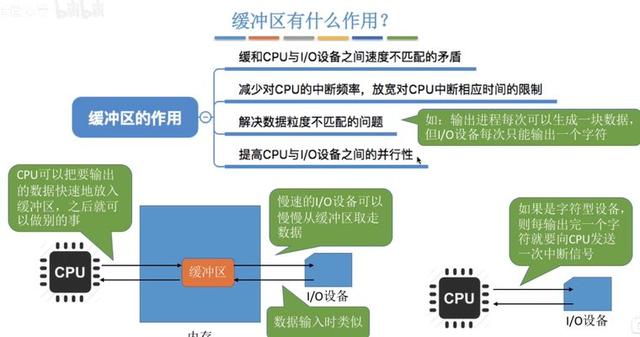 缓冲区有什么作用？
缓和CPU与I/O设备之间速度不匹配的矛盾
减少对CPU的中断频率，放宽对CPU中断相应时间的限制
缓冲区的作用
解决数据粒度不匹配的问题
如：输出进程每次可以生成一块数据，
但I/O设备每次只能输出一个字符
提高CPU与I/O设备之间的并行性
CPU可以把要输出
的数据快速地放入
缓冲区，之后就可
以做别的事
慢速的I/O设备可以
慢慢从缓冲区取走
数据
如果是字符型设备，
则每输出完一个字
符就要向CPU发送
一次中断信号
CPU
缓冲区
I/O设备
数据输入时类似
内存
CPU
I/O设备